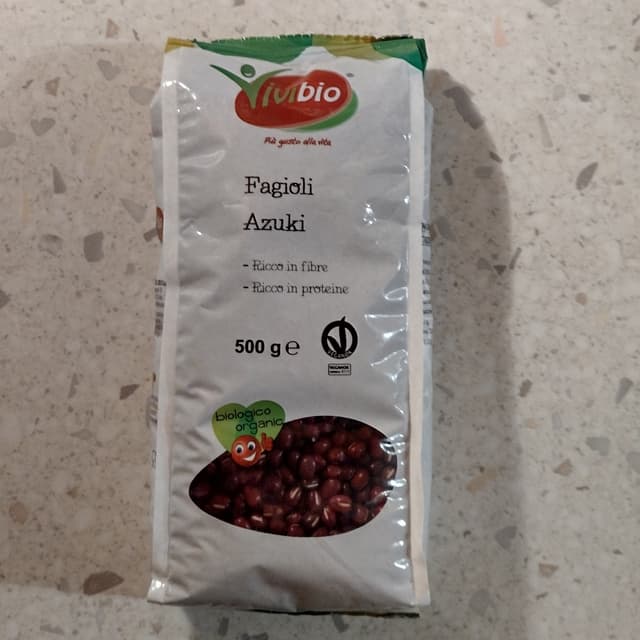 Vivibio
Più gusto alla vita
Fagioli
Azuki
- Ricco in fibre
- Ricco in proteine
500 g e
biologico
organic